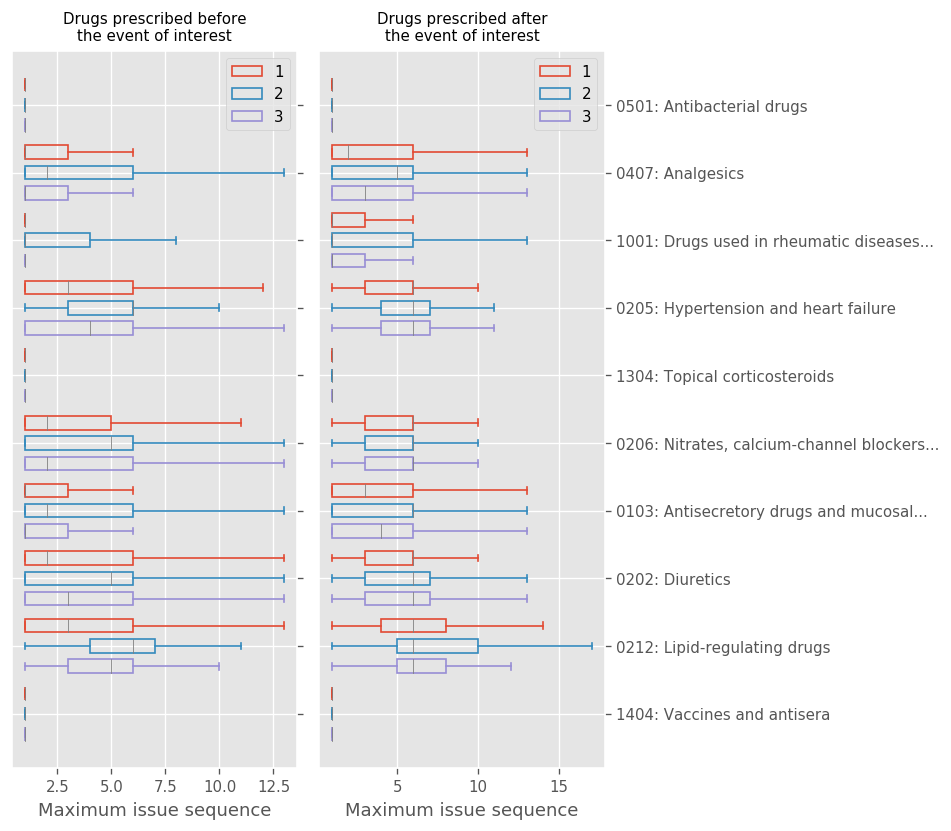 Drugs prescribed before
the event of interest
Drugs prescribed after
the event of interest
1
2
3
1
2
3
0501: Antibacterial drugs
0407: Analgesics
1001: Drugs used in rheumatic diseases...
0205: Hypertension and heart failure
1304: Topical corticosteroids
0206: Nitrates, calcium-channel blockers...
0103: Antisecretory drugs and mucosal...
0202: Diuretics
0212: Lipid-regulating drugs
1404: Vaccines and antisera
2.5 5.0 7.5 10.0 12.5
5 10 15
Maximum issue sequence
Maximum issue sequence